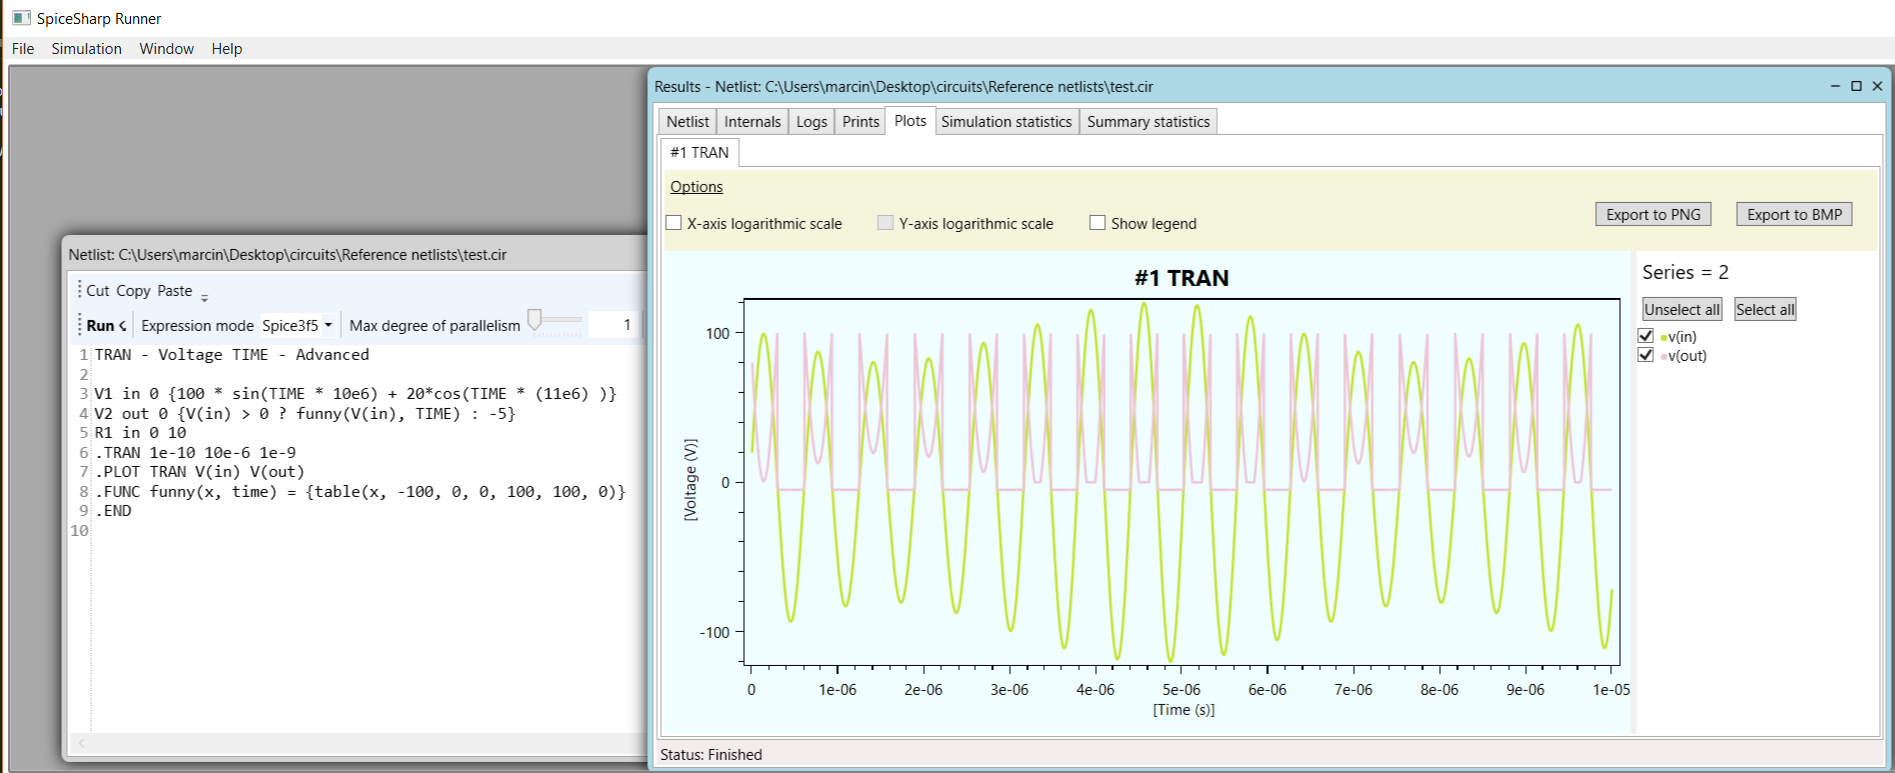 SpiceSharp Runner
File Simulation Window Help
Results - Netlist: C:\Users\marcin\Desktop\circuits\Reference netlists\test.cir
Netlist Internals Logs Prints Plots Simulation statistics Summary statistics
#1 TRAN
Options
X-axis logarithmic scale Y-axis logarithmic scale Show legend Export to PNG Export to BMP
Netlist: C:\Users\marcin\Desktop\circuits\Reference netlists\test.cir
Cut Copy Paste
Run Expression mode Spice3f5 Max degree of parallelism 1
1 TRAN - Voltage TIME - Advanced
2
3 V1 in 0 {100 * sin(TIME * 10e6) + 20*cos(TIME * (11e6) )}
4 V2 out 0 {V(in) > 0 ? funny(V(in), TIME) : -5}
5 R1 in 0 10
6 .TRAN 1e-10 10e-6 1e-9
7 .PLOT TRAN V(in) V(out)
8 .FUNC funny(x, time) = {table(x, -100, 0, 0, 100, 100, 0)}
9 .END
10
#1 TRAN
[Voltage (V)]
100
0
-100
0 1e-06 2e-06 3e-06 4e-06 5e-06 6e-06 7e-06 8e-06 9e-06 1e-05
[Time (s)]
Series = 2
Unselect all Select all
v(in)
v(out)
Status: Finished